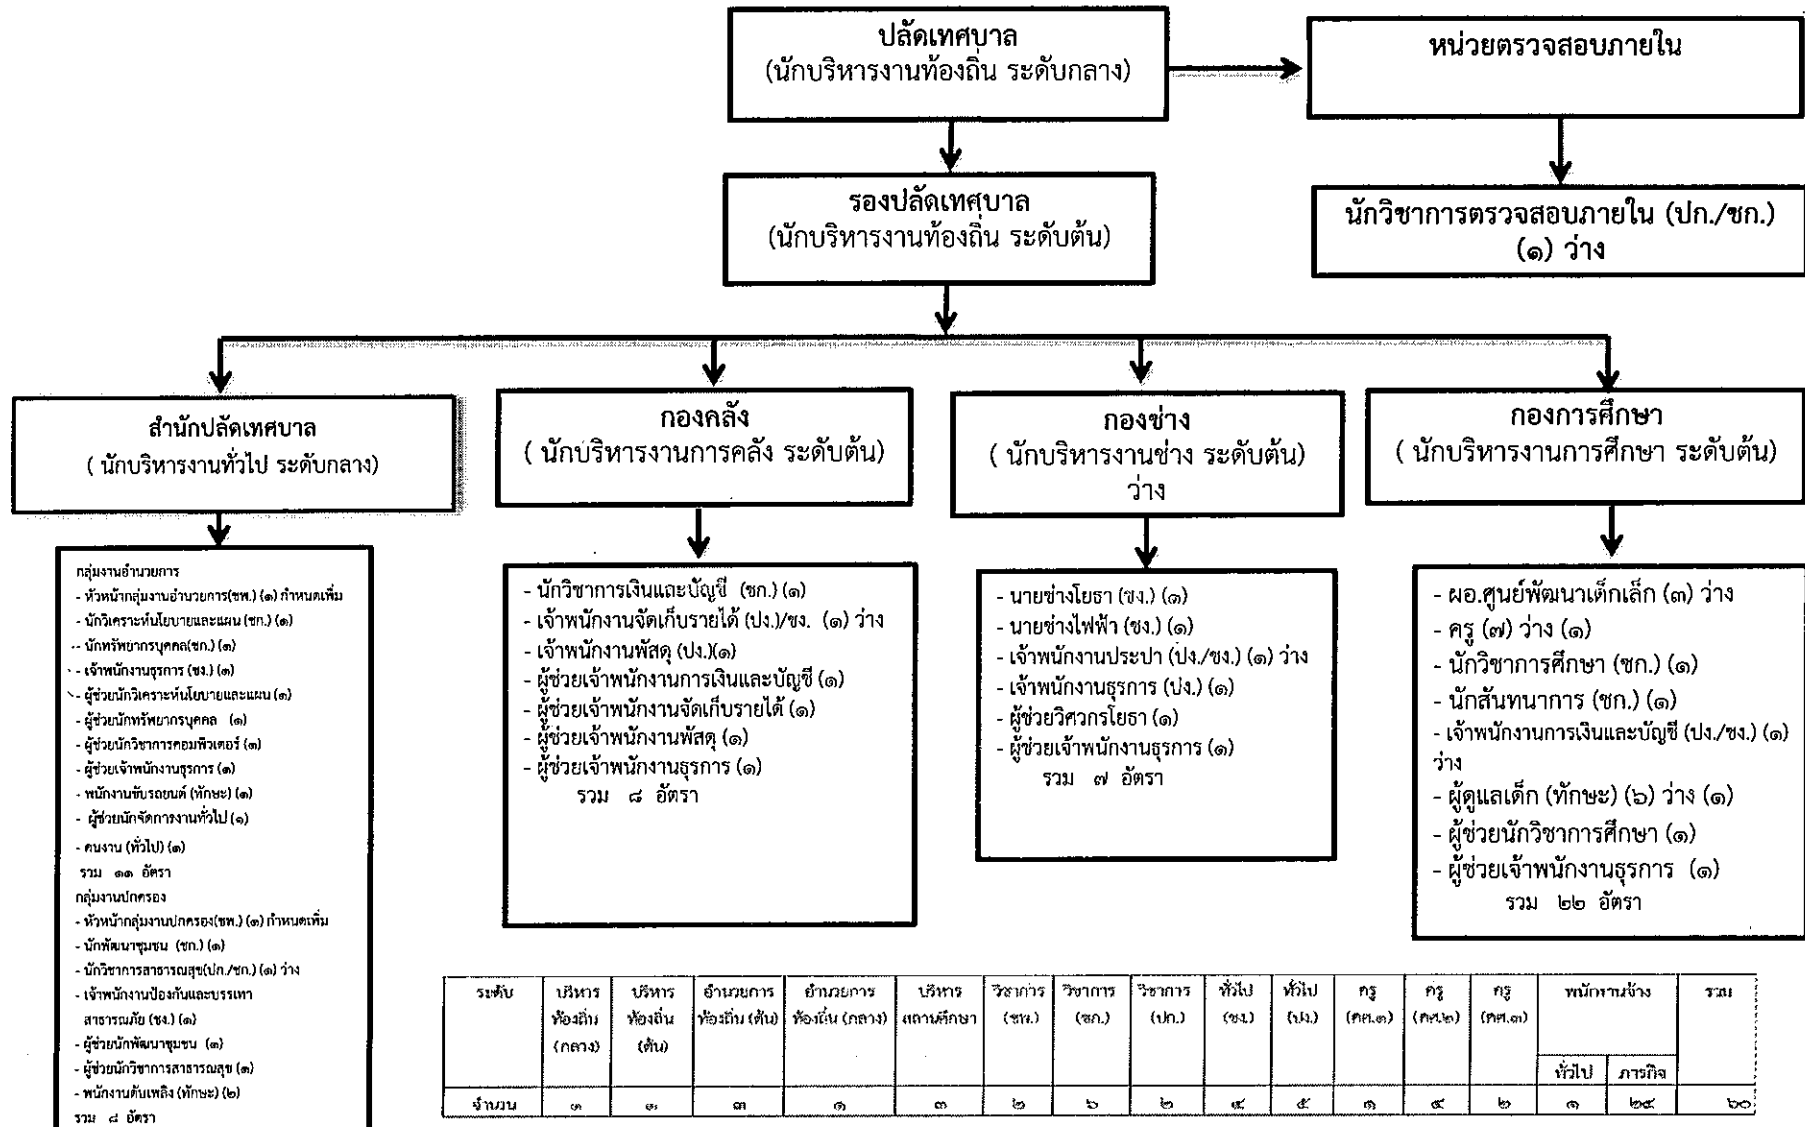 ปลัดเทศบาล
(นักบริหารงานท้องถิ่น ระดับกลาง)
หน่วยตรวจสอบภายใน
รองปลัดเทศบาล
(นักบริหารงานท้องถิ่น ระดับต้น)
นักวิชาการตรวจสอบภายใน (ปก./ชก.)
(๑) ว่าง
สำนักปลัดเทศบาล
( นักบริหารงานทั่วไป ระดับกลาง)
กองคลัง
( นักบริหารงานการคลัง ระดับต้น)
กองช่าง
( นักบริหารงานช่าง ระดับต้น)
ว่าง
กองการศึกษา
( นักบริหารงานการศึกษา ระดับต้น)
กลุ่มงานอำนวยการ
- หัวหน้ากลุ่มงานอำนวยการ(ชพ.) (๑) กำหนดเพิ่ม
- นักวิเคราะห์นโยบายและแผน (ชก.) (๑)
- นักทรัพยากรบุคคล(ชก.) (๑)
- เจ้าพนักงานธุรการ (ชง.) (๑)
- ผู้ช่วยนักวิเคราะห์นโยบายและแผน (๑)
- ผู้ช่วยนักทรัพยากรบุคคล (๑)
- ผู้ช่วยนักวิชาการคอมพิวเตอร์ (๑)
- ผู้ช่วยเจ้าพนักงานธุรการ (๑)
- พนักงานขับรถยนต์ (ทักษะ) (๑)
- ผู้ช่วยนักจัดการงานทั่วไป (๑)
- คนงาน (ทั่วไป) (๑)
รวม ๑๑ อัตรา
กลุ่มงานปกครอง
- หัวหน้ากลุ่มงานปกครอง(ชพ.) (๑) กำหนดเพิ่ม
- นักพัฒนาชุมชน (ชก.) (๑)
- นักวิชาการสาธารณสุข(ปก./ชก.) (๑) ว่าง
- เจ้าพนักงานป้องกันและบรรเทา
สาธารณภัย (ชง.) (๑)
- ผู้ช่วยนักพัฒนาชุมชน (๑)
- ผู้ช่วยนักวิชาการสาธารณสุข (๑)
- พนักงานดับเพลิง (ทักษะ) (๒)
รวม ๘ อัตรา
- นักวิชาการเงินและบัญชี (ชก.) (๑)
- เจ้าพนักงานจัดเก็บรายได้ (ปง.)/ชง. (๑) ว่าง
- เจ้าพนักงานพัสดุ (ปง.)(๑)
- ผู้ช่วยเจ้าพนักงานการเงินและบัญชี (๑)
- ผู้ช่วยเจ้าพนักงานจัดเก็บรายได้ (๑)
- ผู้ช่วยเจ้าพนักงานพัสดุ (๑)
- ผู้ช่วยเจ้าพนักงานธุรการ (๑)
รวม ๘ อัตรา
- นายช่างโยธา (ชง.) (๑)
- นายช่างไฟฟ้า (ชง.) (๑)
- เจ้าพนักงานประปา (ปง./ชง.) (๑) ว่าง
- เจ้าพนักงานธุรการ (ปง.) (๑)
- ผู้ช่วยวิศวกรโยธา (๑)
- ผู้ช่วยเจ้าพนักงานธุรการ (๑)
รวม ๗ อัตรา
- ผอ.ศูนย์พัฒนาเด็กเล็ก (๓) ว่าง
- ครู (๗) ว่าง (๑)
- นักวิชาการศึกษา (ชก.) (๑)
- นักสันทนาการ (ชก.) (๑)
- เจ้าพนักงานการเงินและบัญชี (ปง./ชง.) (๑)
ว่าง
- ผู้ดูแลเด็ก (ทักษะ) (๖) ว่าง (๑)
- ผู้ช่วยนักวิชาการศึกษา (๑)
- ผู้ช่วยเจ้าพนักงานธุรการ (๑)
รวม ๒๒ อัตรา
ระดับ บริหาร บริหาร อำนวยการ อำนวยการ บริหาร วิชาการ วิชาการ วิชาการ ทั่วไป ทั่วไป ครู ครู ครู พนักงานจ้าง รวม
ท้องถิ่น ท้องถิ่น ท้องถิ่น (ต้น) ท้องถิ่น (กลาง) สถานศึกษา (ชพ.) (ชก.) (ปก.) (ชง.) (ปง.) (คศ.๑) (คศ.๒) (คศ.๓)
(กลาง) (ต้น)
ทั่วไป ภารกิจ
จำนวน ๑ ๑ ๓ ๑ ๓ ๒ ๖ ๒ ๔ ๕ ๑ ๔ ๒ ๑ ๒๔ ๖๐